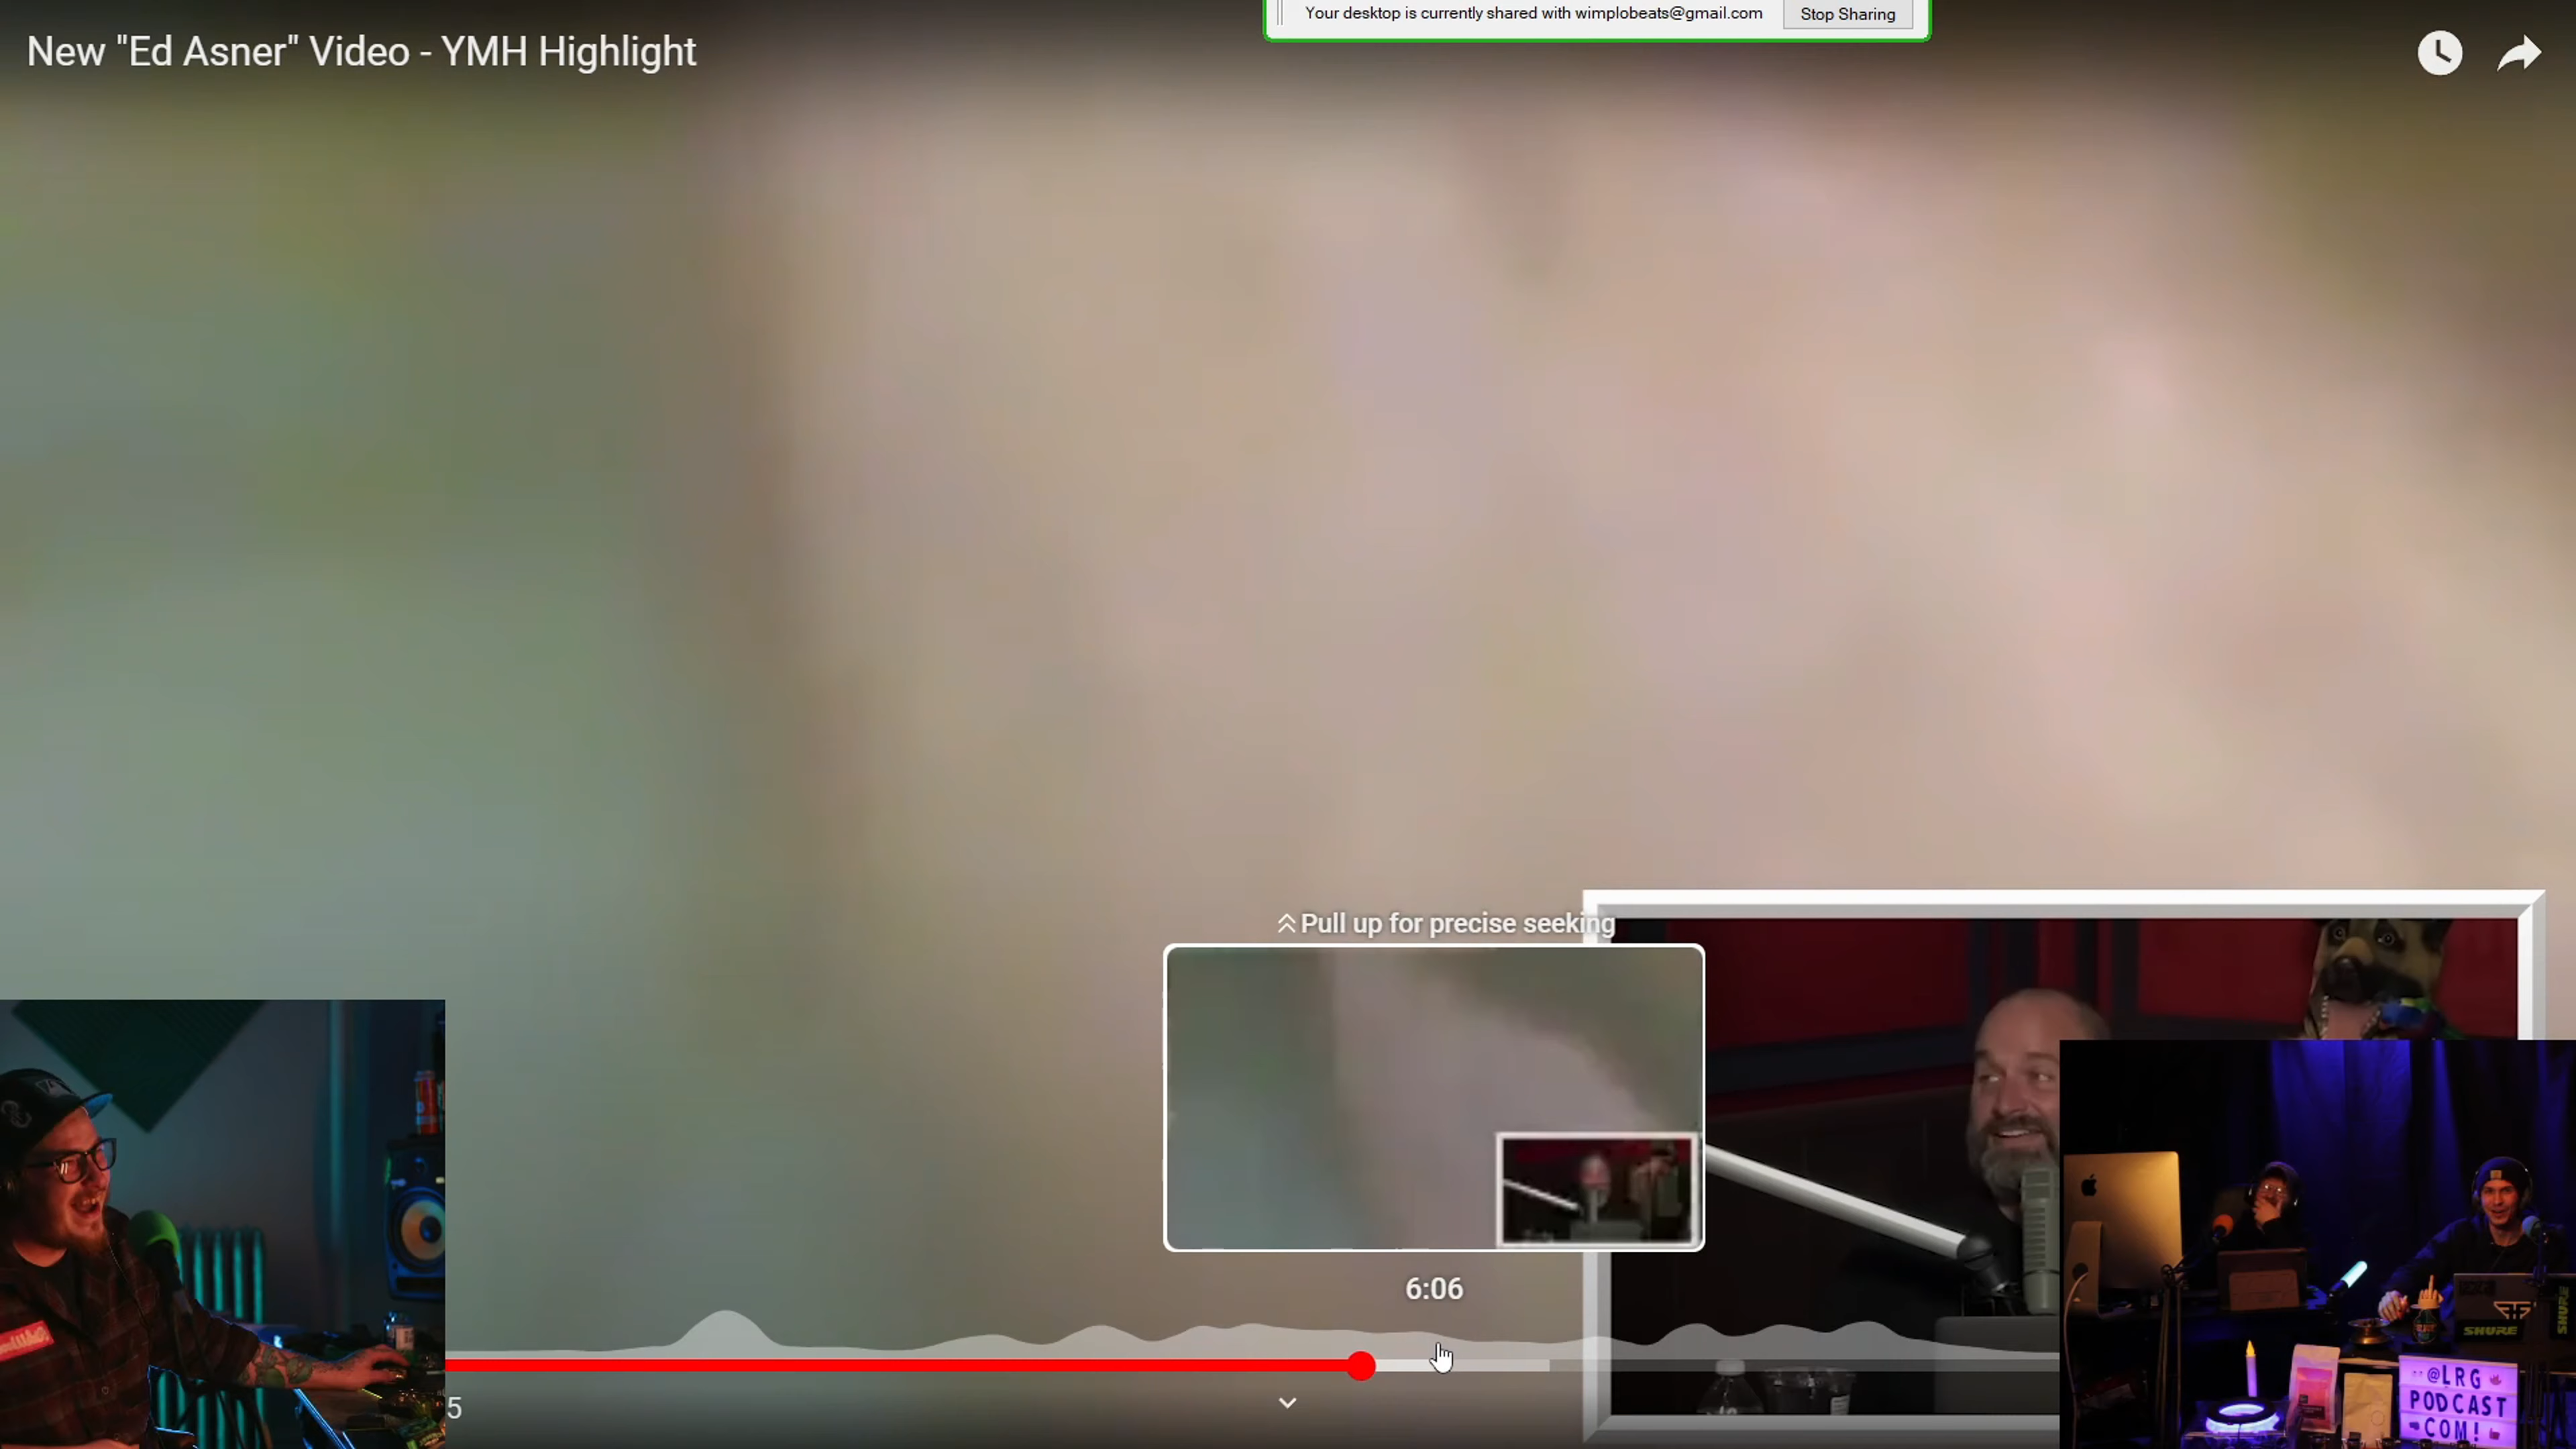 Your desktop is currently shared with wimplobeats@gmail.com
Stop Sharing
New "Ed Asner" Video - YMH Highlight
Pull up for precise seeking
6:06
5
SHURE
SHURE
@LRG
PODCAST
COM!